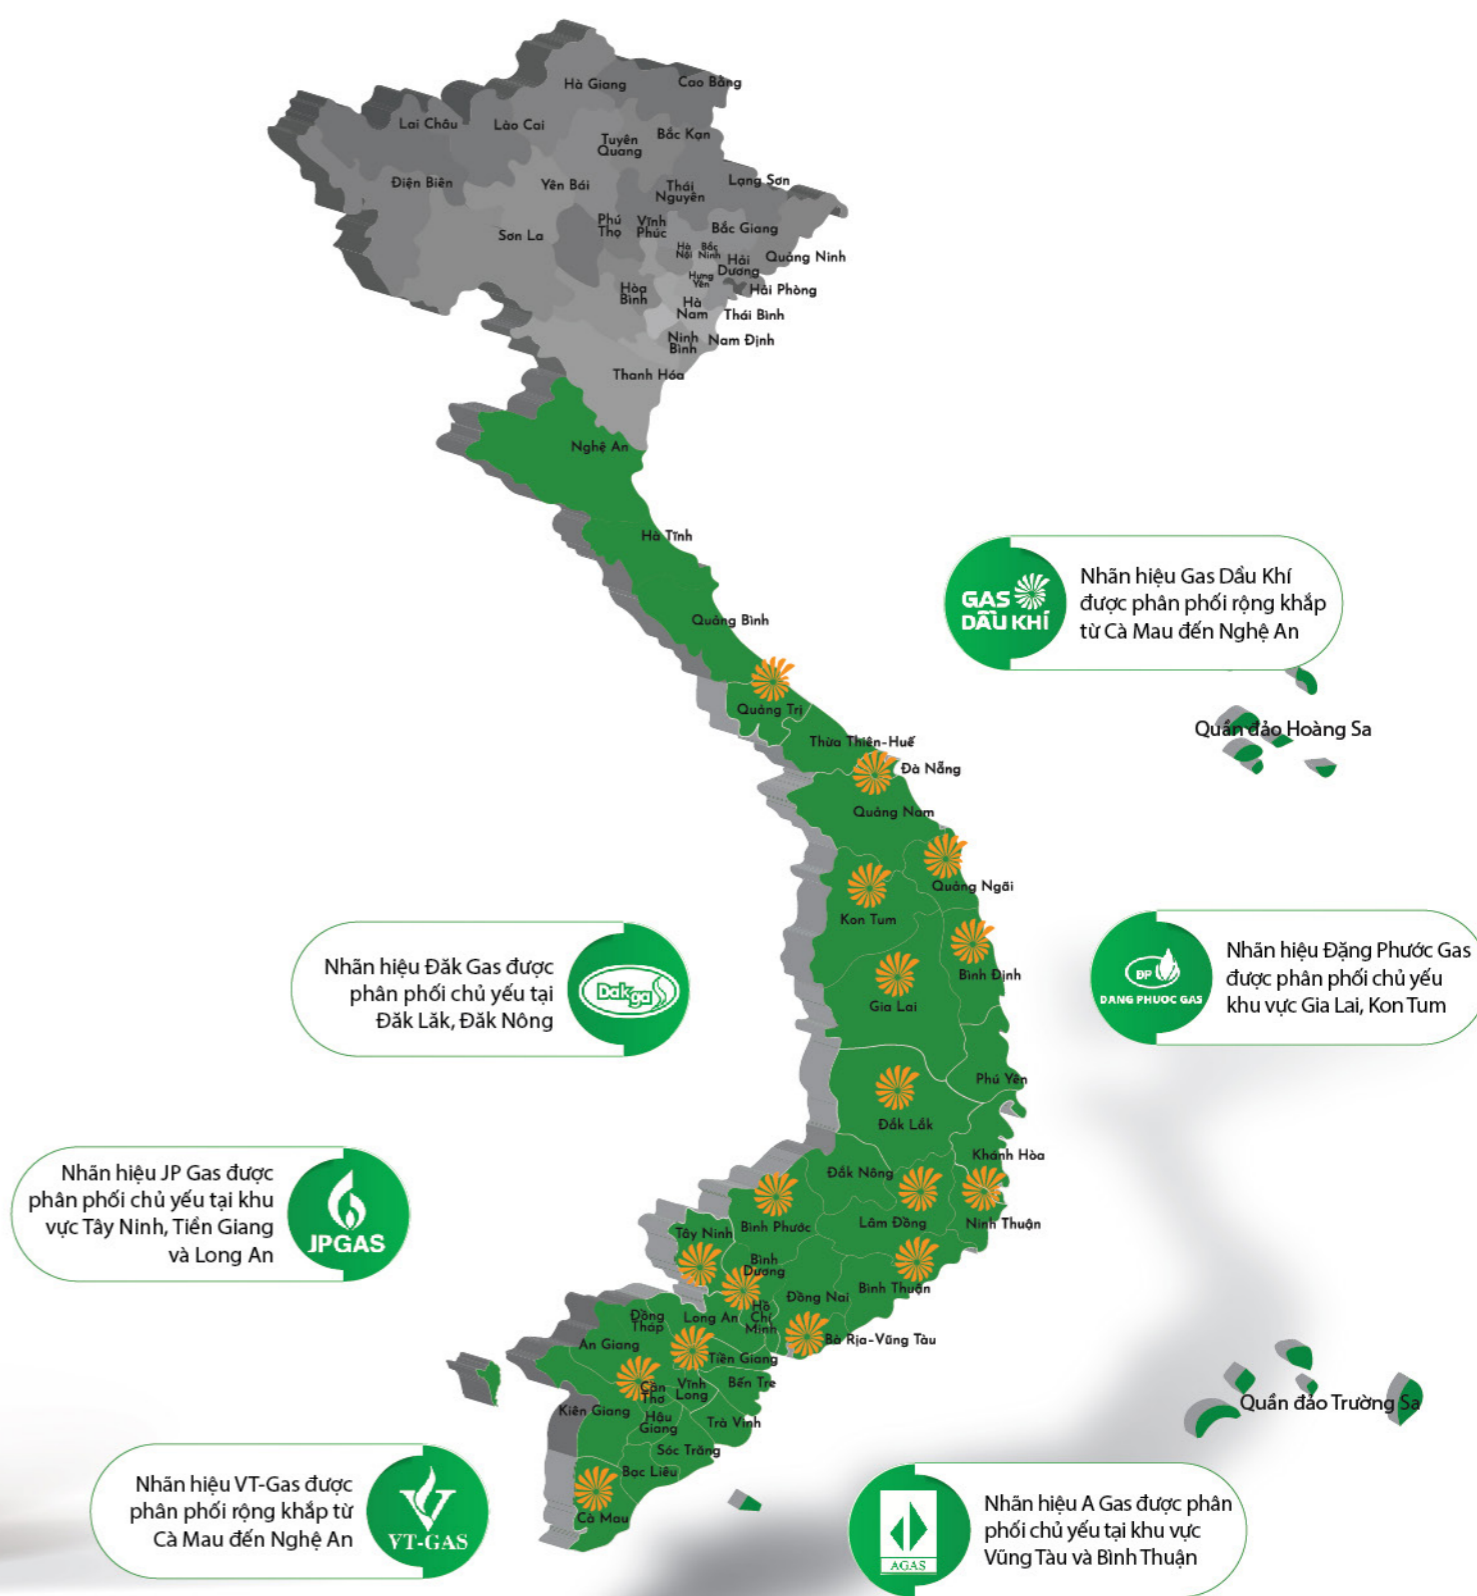 Hà Giang
Cao Bằng
Lai Châu
Lào Cai
Tuyên
Quang
Bắc Kạn
Điện Biên
Yên Bái
Thái
Nguyên
Lạng Sơn
Sơn La
Phú
Thọ
Vĩnh
Phúc
Bắc Giang
Hà
Nội
Bắc
Ninh
Hải
Dương
Quảng Ninh
Hưng
Yên
Hải Phòng
Hòa
Bình
Hà
Nam
Thái Bình
Ninh
Bình
Nam Định
Thanh Hóa
Nghệ An
Hà Tĩnh
Quảng Bình
GAS
DẦU KHÍ
Nhãn hiệu Gas Dầu Khí
được phân phối rộng khắp
từ Cà Mau đến Nghệ An
Quảng Trị
Quần đảo Hoàng Sa
Thừa Thiên-Huế
Đà Nẵng
Quảng Nam
Quảng Ngãi
Kon Tum
Bình Định
Gia Lai
Nhãn hiệu Đăk Gas được
phân phối chủ yếu tại
Đăk Lăk, Đăk Nông
Dakgas
ĐP
DANG PHUOC GAS
Nhãn hiệu Đặng Phước Gas
được phân phối chủ yếu
khu vực Gia Lai, Kon Tum
Phú Yên
Đắk Lắk
Khánh Hòa
Đắk Nông
Nhãn hiệu JP Gas được
phân phối chủ yếu tại khu
vực Tây Ninh, Tiền Giang
và Long An
JPGAS
Bình Phước
Lâm Đồng
Ninh Thuận
Tây Ninh
Bình
Dương
Bình Thuận
Đồng Nai
Hồ
Chí
Minh
Long An
Đồng
Tháp
An Giang
Bà Rịa-Vũng Tàu
Tiền Giang
Cần
Thơ
Vĩnh
Long
Bến Tre
Kiên Giang
Hậu
Giang
Trà Vinh
Quần đảo Trường Sa
Sóc Trăng
Bạc Liêu
Cà Mau
Nhãn hiệu VT-Gas được
phân phối rộng khắp từ
Cà Mau đến Nghệ An
VT-GAS
AGAS
Nhãn hiệu A Gas được phân
phối chủ yếu tại khu vực
Vũng Tàu và Bình Thuận